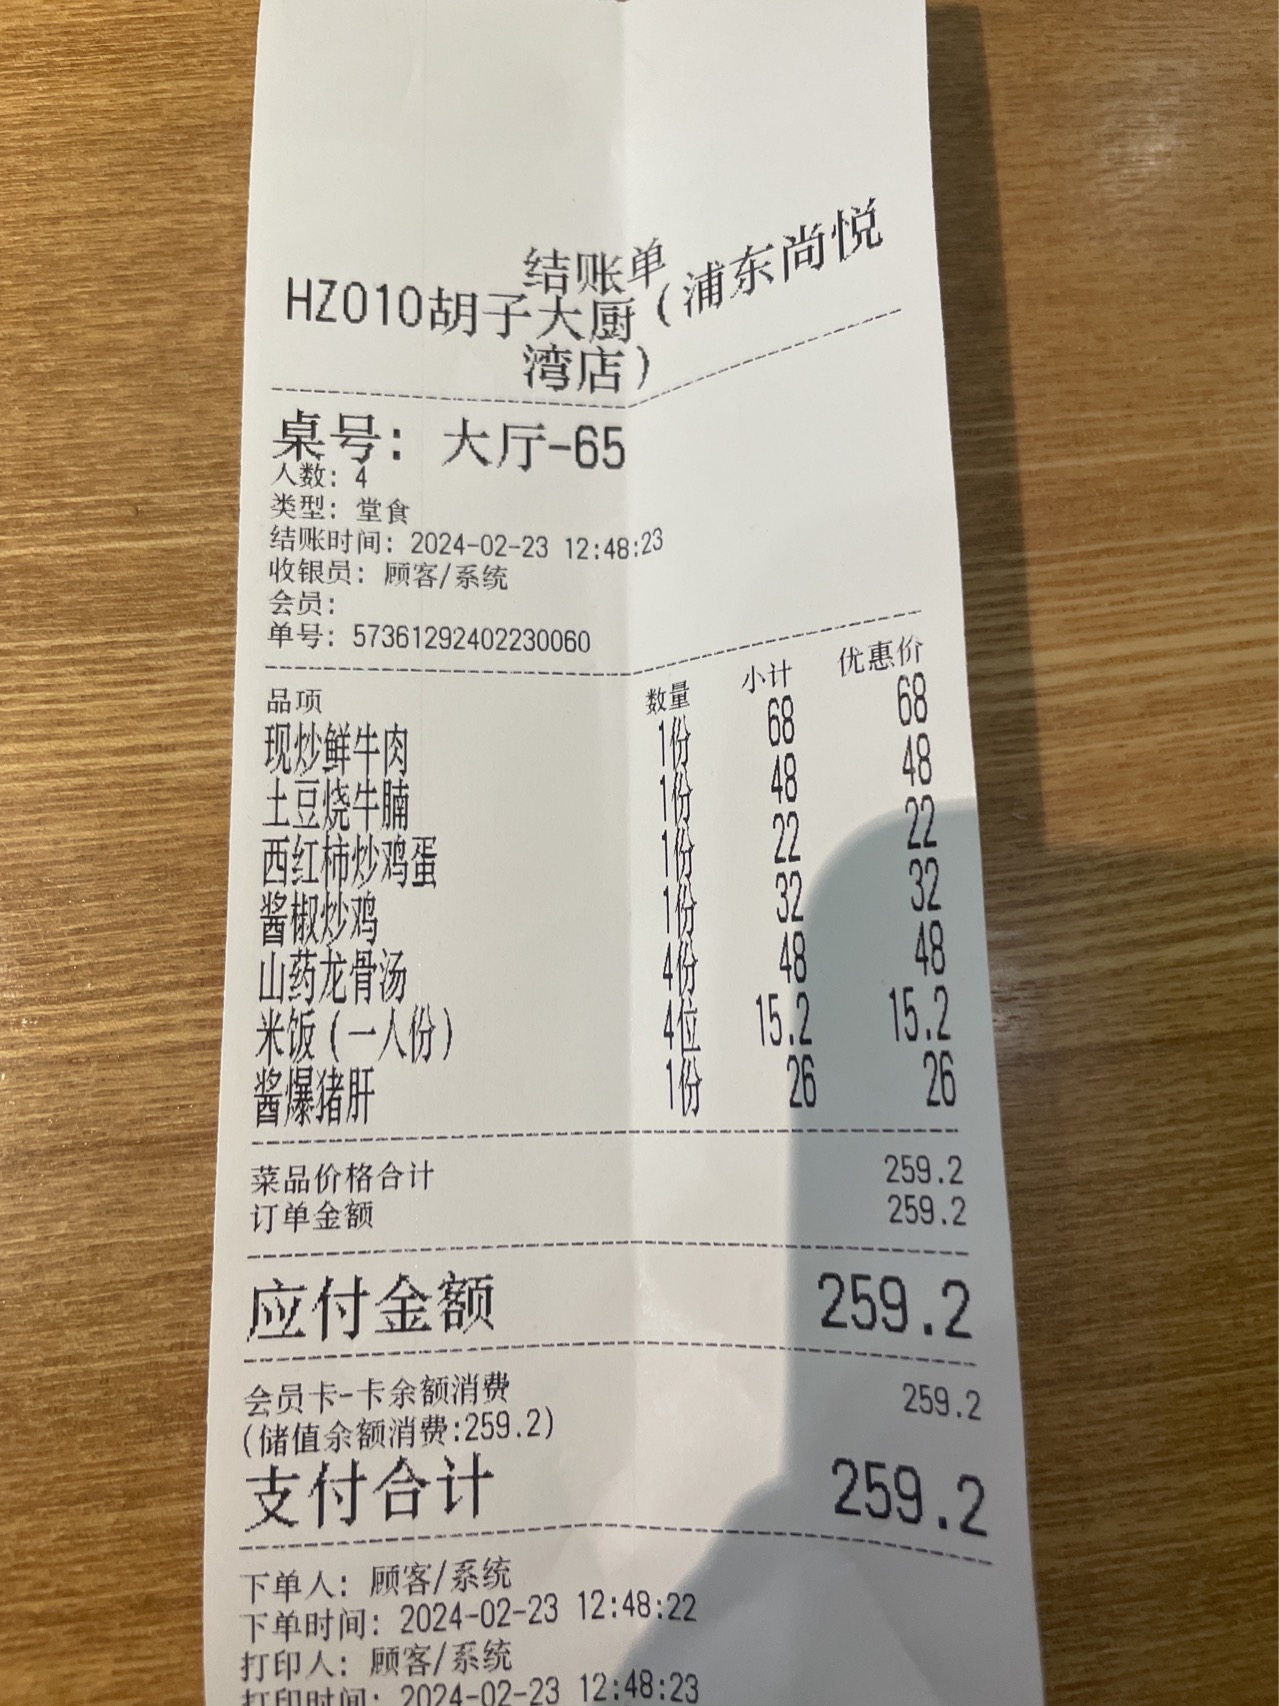 结账单
HZ010胡子大厨(浦东尚悦
湾店)
桌号: 大厅-65
人数: 4
类型: 堂食
结账时间: 2024-02-23 12:48:23
收银员: 顾客/系统
会员:
单号: 57361292402230060
品项 数量 小计 优惠价
现炒鲜牛肉 1份 68 68
土豆烧牛腩 1份 48 48
西红柿炒鸡蛋 1份 22 22
酱椒炒鸡 1份 32 32
山药龙骨汤 4份 48 48
米饭(一人份) 4位 15.2 15.2
酱爆猪肝 1份 26 26
菜品价格合计 259.2
订单金额 259.2
应付金额 259.2
会员卡-卡余额消费 259.2
(储值余额消费:259.2)
支付合计 259.2
下单人: 顾客/系统
下单时间: 2024-02-23 12:48:22
打印人: 顾客/系统
打印时间: 2024-02-23 12:48:23